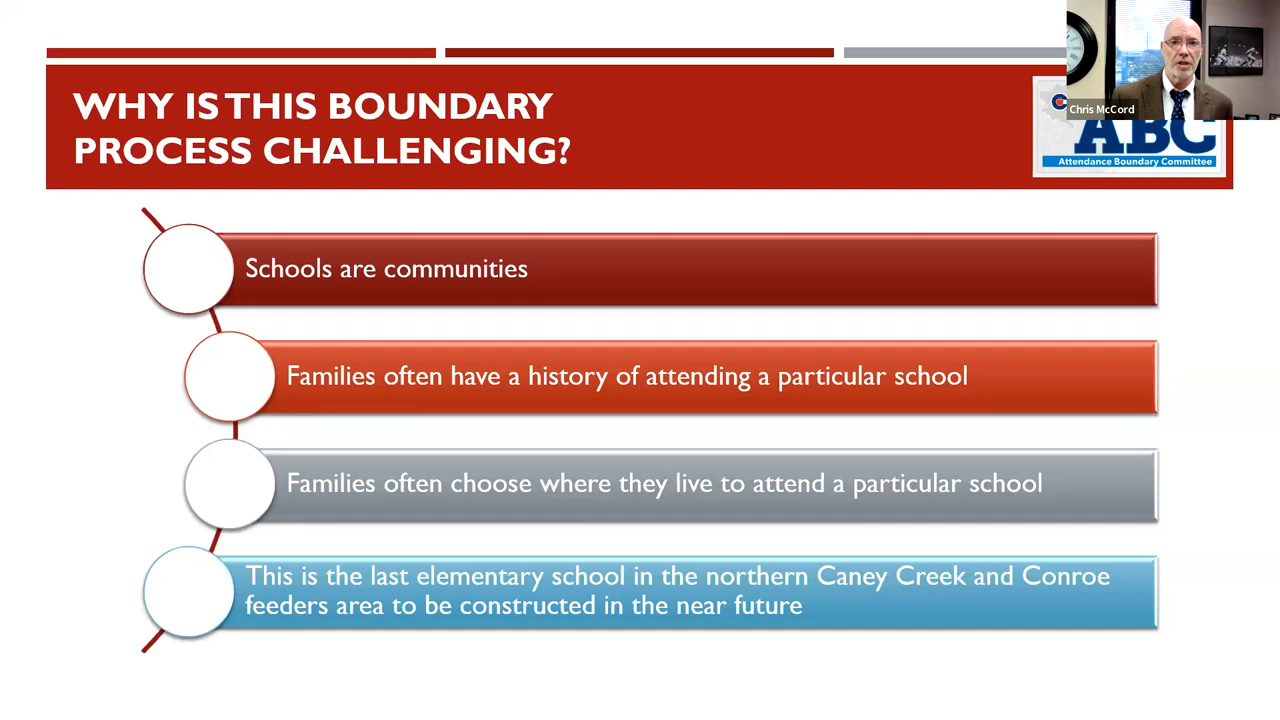 WHY IS THIS BOUNDARY
PROCESS CHALLENGING?
Chris McCord
ABC
Attendance Boundary Committee
Schools are communities
Families often have a history of attending a particular school
Families often choose where they live to attend a particular school
This is the last elementary school in the northern Caney Creek and Conroe
feeders area to be constructed in the near future